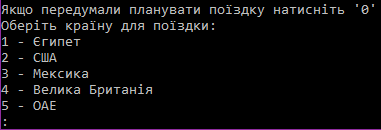 Якщо передумали планувати поїздку натисніть '0'
Оберіть країну для поїздки:
1 - Єгипет
2 - США
3 - Мексика
4 - Велика Британія
5 - ОАЕ
: